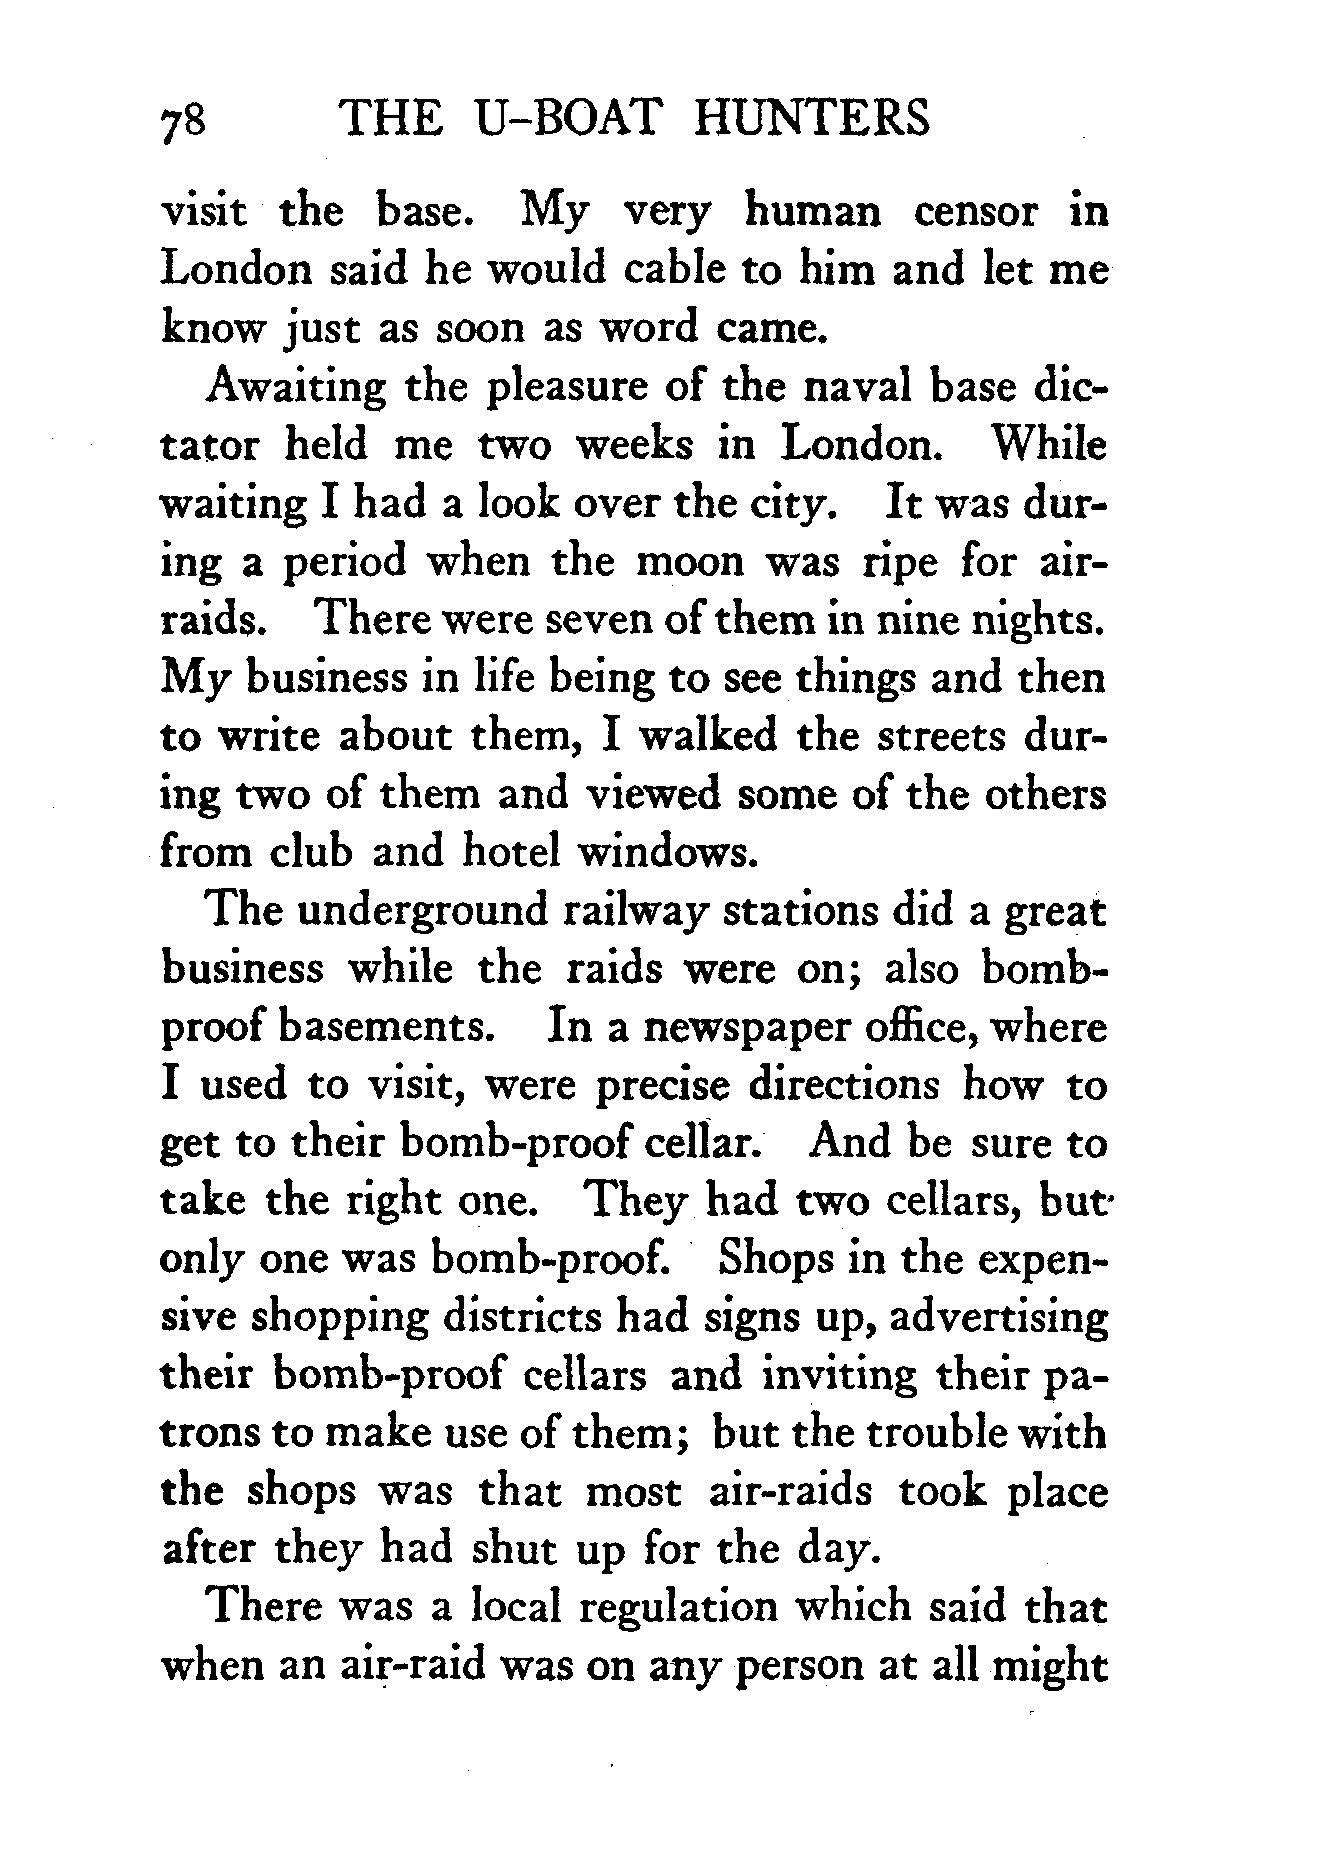 78 THE U-BOAT HUNTERS
visit the base. My very human censor in
London said he would cable to him and let me
know just as soon as word came.
Awaiting the pleasure of the naval base dic-
tator held me two weeks in London. While
waiting I had a look over the city. It was dur-
ing a period when the moon was ripe for air-
raids. There were seven of them in nine nights.
My business in life being to see things and then
to write about them, I walked the streets dur-
ing two of them and viewed some of the others
from club and hotel windows.
The underground railway stations did a great
business while the raids were on; also bomb-
proof basements. In a newspaper office, where
I used to visit, were precise directions how to
get to their bomb-proof cellar. And be sure to
take the right one. They had two cellars, but
only one was bomb-proof. Shops in the expen-
sive shopping districts had signs up, advertising
their bomb-proof cellars and inviting their pa-
trons to make use of them; but the trouble with
the shops was that most air-raids took place
after they had shut up for the day.
There was a local regulation which said that
when an air-raid was on any person at all might